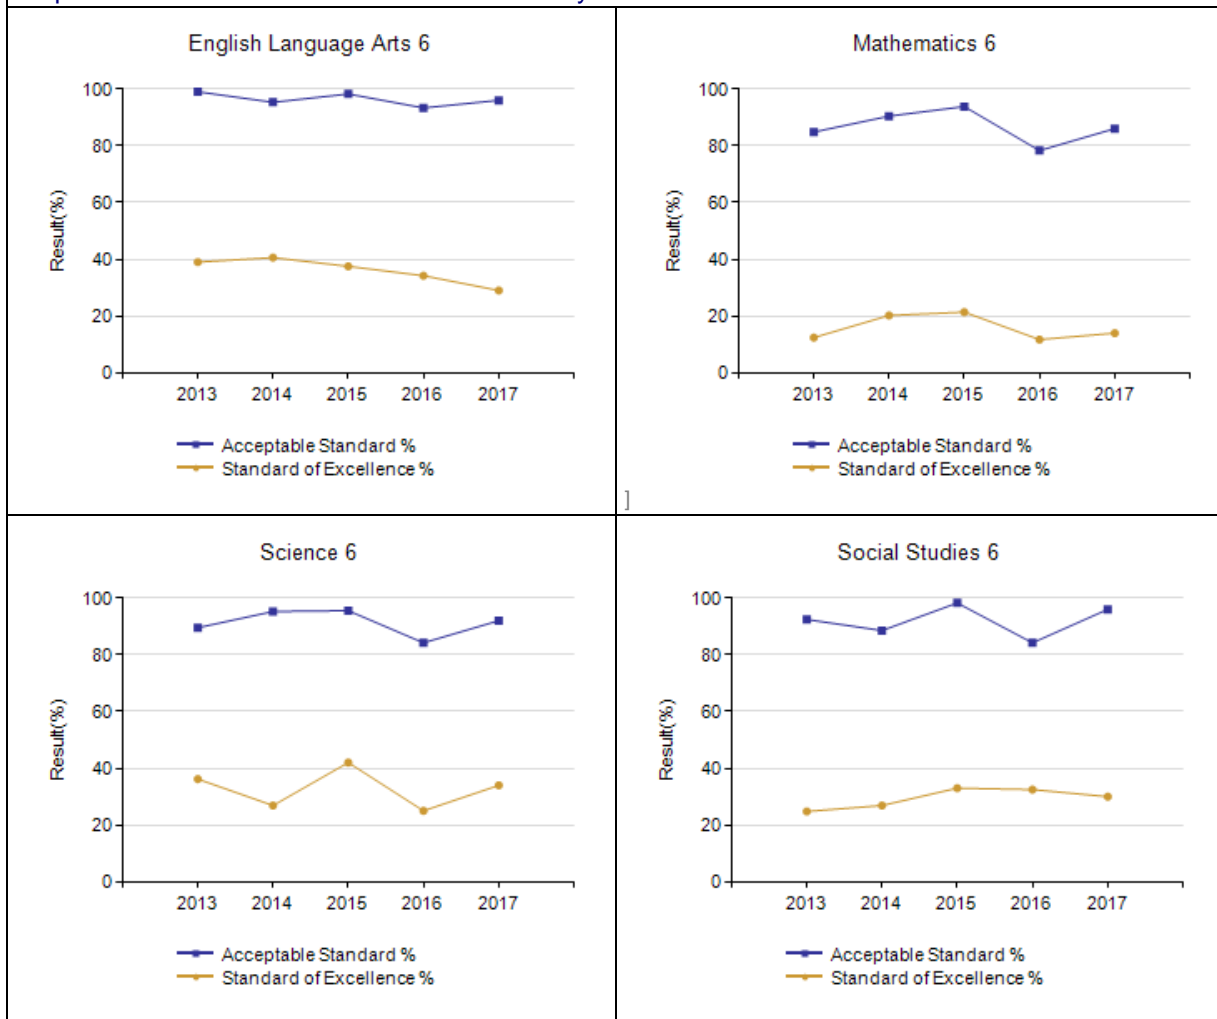 English Language Arts 6
100
80
60
40
20
0
Result(%)
2013 2014 2015 2016 2017
Acceptable Standard %
Standard of Excellence %
Mathematics 6
100
80
60
40
20
0
Result(%)
2013 2014 2015 2016 2017
Acceptable Standard %
Standard of Excellence %
]
Science 6
100
80
60
40
20
0
Result(%)
2013 2014 2015 2016 2017
Acceptable Standard %
Standard of Excellence %
Social Studies 6
100
80
60
40
20
0
Result(%)
2013 2014 2015 2016 2017
Acceptable Standard %
Standard of Excellence %